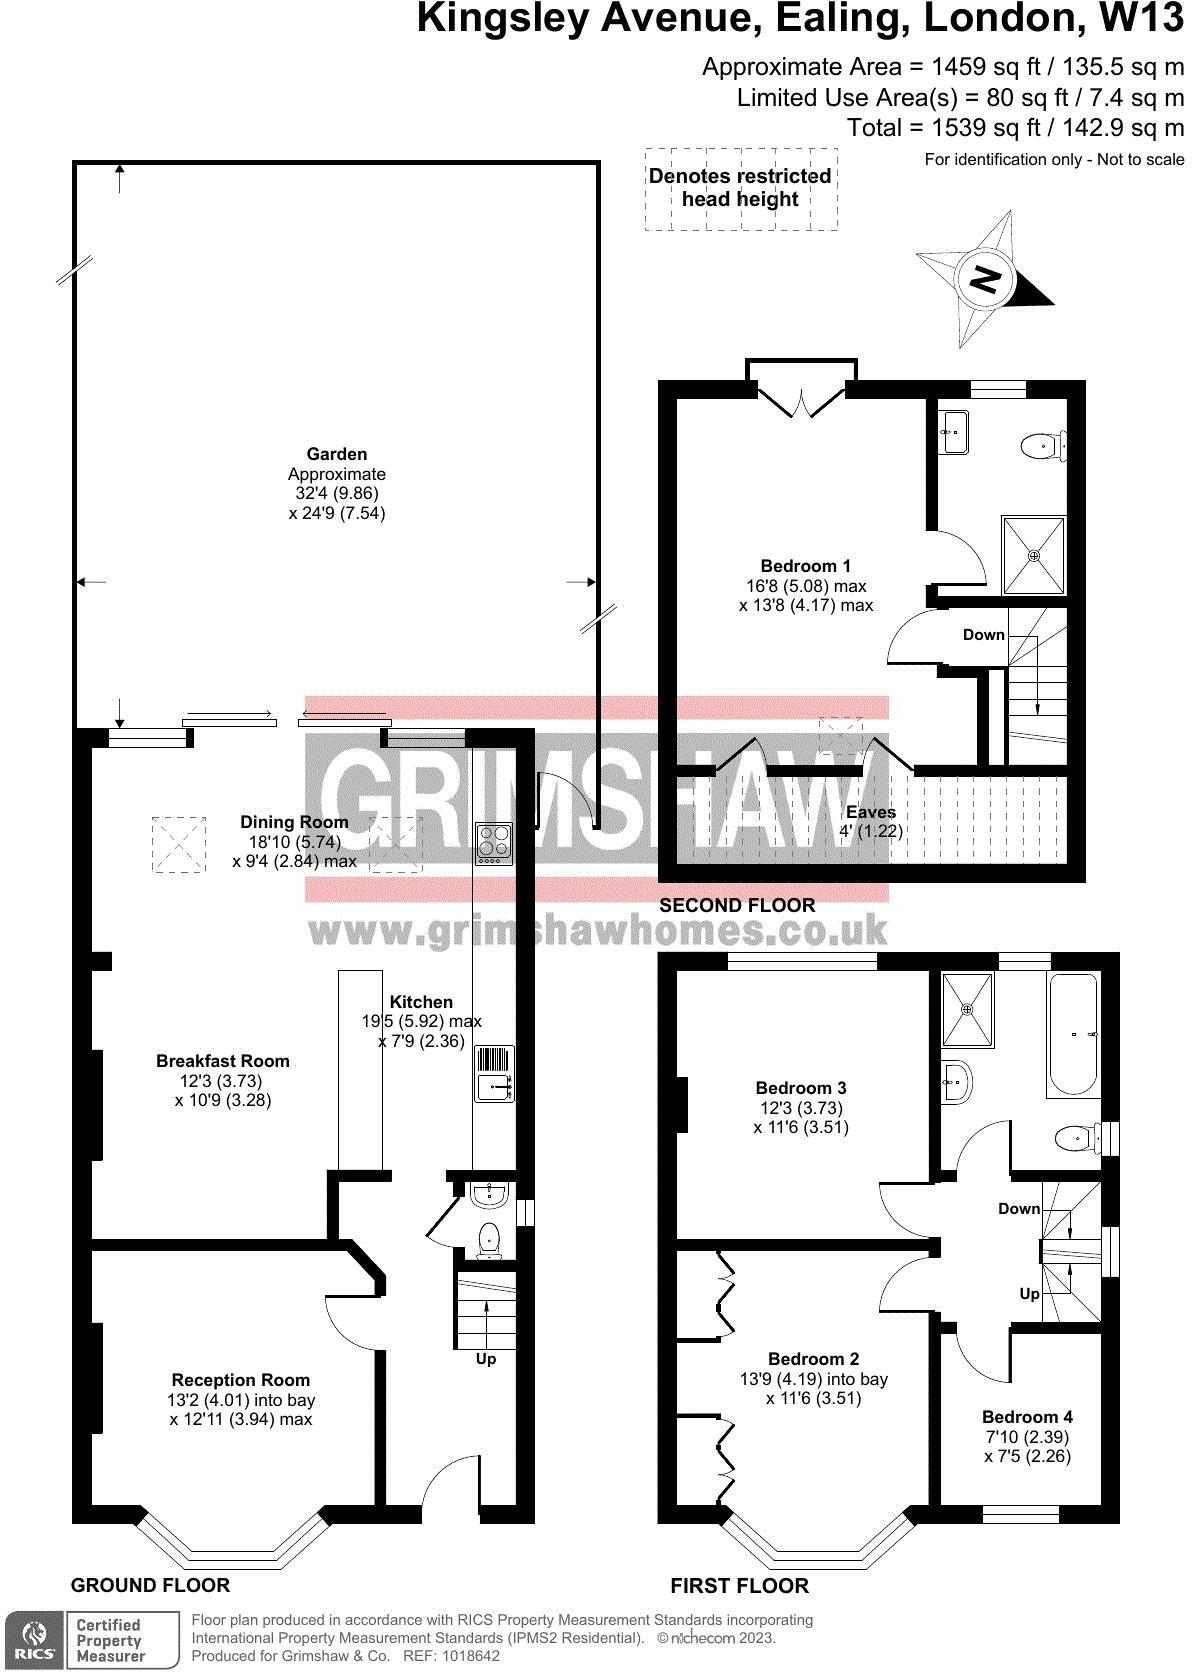 Kingsley Avenue, Ealing, London, W13
Approximate Area = 1459 sq ft / 135.5 sq m
Limited Use Area(s) = 80 sq ft / 7.4 sq m
Total = 1539 sq ft / 142.9 sq m
For identification only - Not to scale
Denotes restricted
head height
N
Garden
Approximate
32'4 (9.86)
x 24'9 (7.54)
Bedroom 1
16'8 (5.08) max
x 13'8 (4.17) max
Down
Eaves
4' (1.22)
SECOND FLOOR
GRIMSHAW
www.grimshawhomes.co.uk
Dining Room
18'10 (5.74)
x 9'4 (2.84) max
Kitchen
19'5 (5.92) max
x 7'9 (2.36)
Breakfast Room
12'3 (3.73)
x 10'9 (3.28)
Reception Room
13'2 (4.01) into bay
x 12'11 (3.94) max
Up
GROUND FLOOR
Bedroom 3
12'3 (3.73)
x 11'6 (3.51)
Down
Up
Bedroom 2
13'9 (4.19) into bay
x 11'6 (3.51)
Bedroom 4
7'10 (2.39)
x 7'5 (2.26)
FIRST FLOOR
RICS
Certified
Property
Measurer
Floor plan produced in accordance with RICS Property Measurement Standards incorporating
International Property Measurement Standards (IPMS2 Residential). © nichecom 2023.
Produced for Grimshaw & Co. REF: 1018642